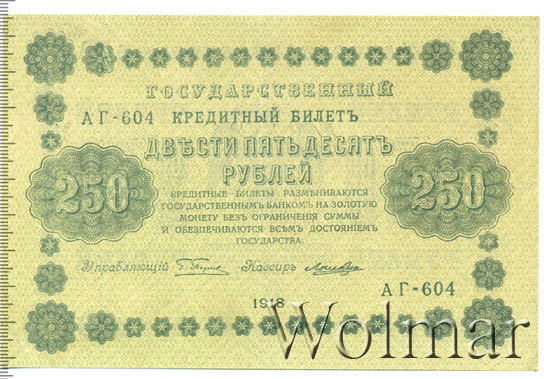 ГОСУДАРСТВЕННЫЙ
АГ-604 КРЕДИТНЫЙ БИЛЕТЪ
ДВѢСТИ ПЯТЬДЕСЯТЪ
РУБЛЕЙ
250 250
КРЕДИТНЫЕ БИЛЕТЫ РАЗМѢНИВАЮТСЯ
ГОСУДАРСТВЕННЫМЪ БАНКОМЪ НА ЗОЛОТУЮ
МОНЕТУ БЕЗЪ ОГРАНИЧЕНІЯ СУММЫ
И ОБЕЗПЕЧИВАЮТСЯ ВСѢМЪ ДОСТОЯНІЕМЪ
ГОСУДАРСТВА.
Управляющій Кассиръ
1918 АГ-604
Wolmar